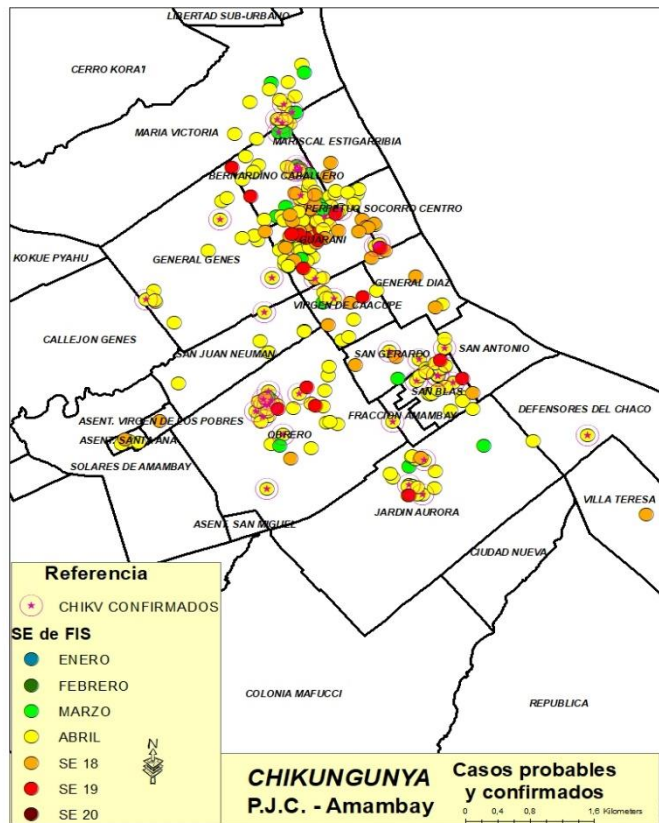 LIBERTAD SUB-URBANO
CERRO KORA'I
MARIA VICTORIA
MARISCAL ESTIGARRIBIA
BERNARDINO CABALLERO
PERPETUO SOCORRO CENTRO
GUARANI
KOKUE PYAHU
GENERAL GENES
GENERAL DIAZ
VIRGEN DE CAACUPE
CALLEJON GENES
SAN JUAN NEUMAN
SAN GERARDO
SAN ANTONIO
SAN BLAS
ASENT. VIRGEN DE LOS POBRES
FRACCION AMAMBAY
DEFENSORES DEL CHACO
ASENT. SANTA ANA
OBRERO
SOLARES DE AMAMBAY
VILLA TERESA
JARDIN AURORA
ASENT. SAN MIGUEL
CIUDAD NUEVA
COLONIA MAFUCCI
REPUBLICA
Referencia
CHIKV CONFIRMADOS
SE de FIS
ENERO
FEBRERO
MARZO
ABRIL
SE 18
SE 19
SE 20
N
CHIKUNGUNYA
P.J.C. - Amambay
Casos probables
y confirmados
0 0,4 0,8 1,6 Kilometers